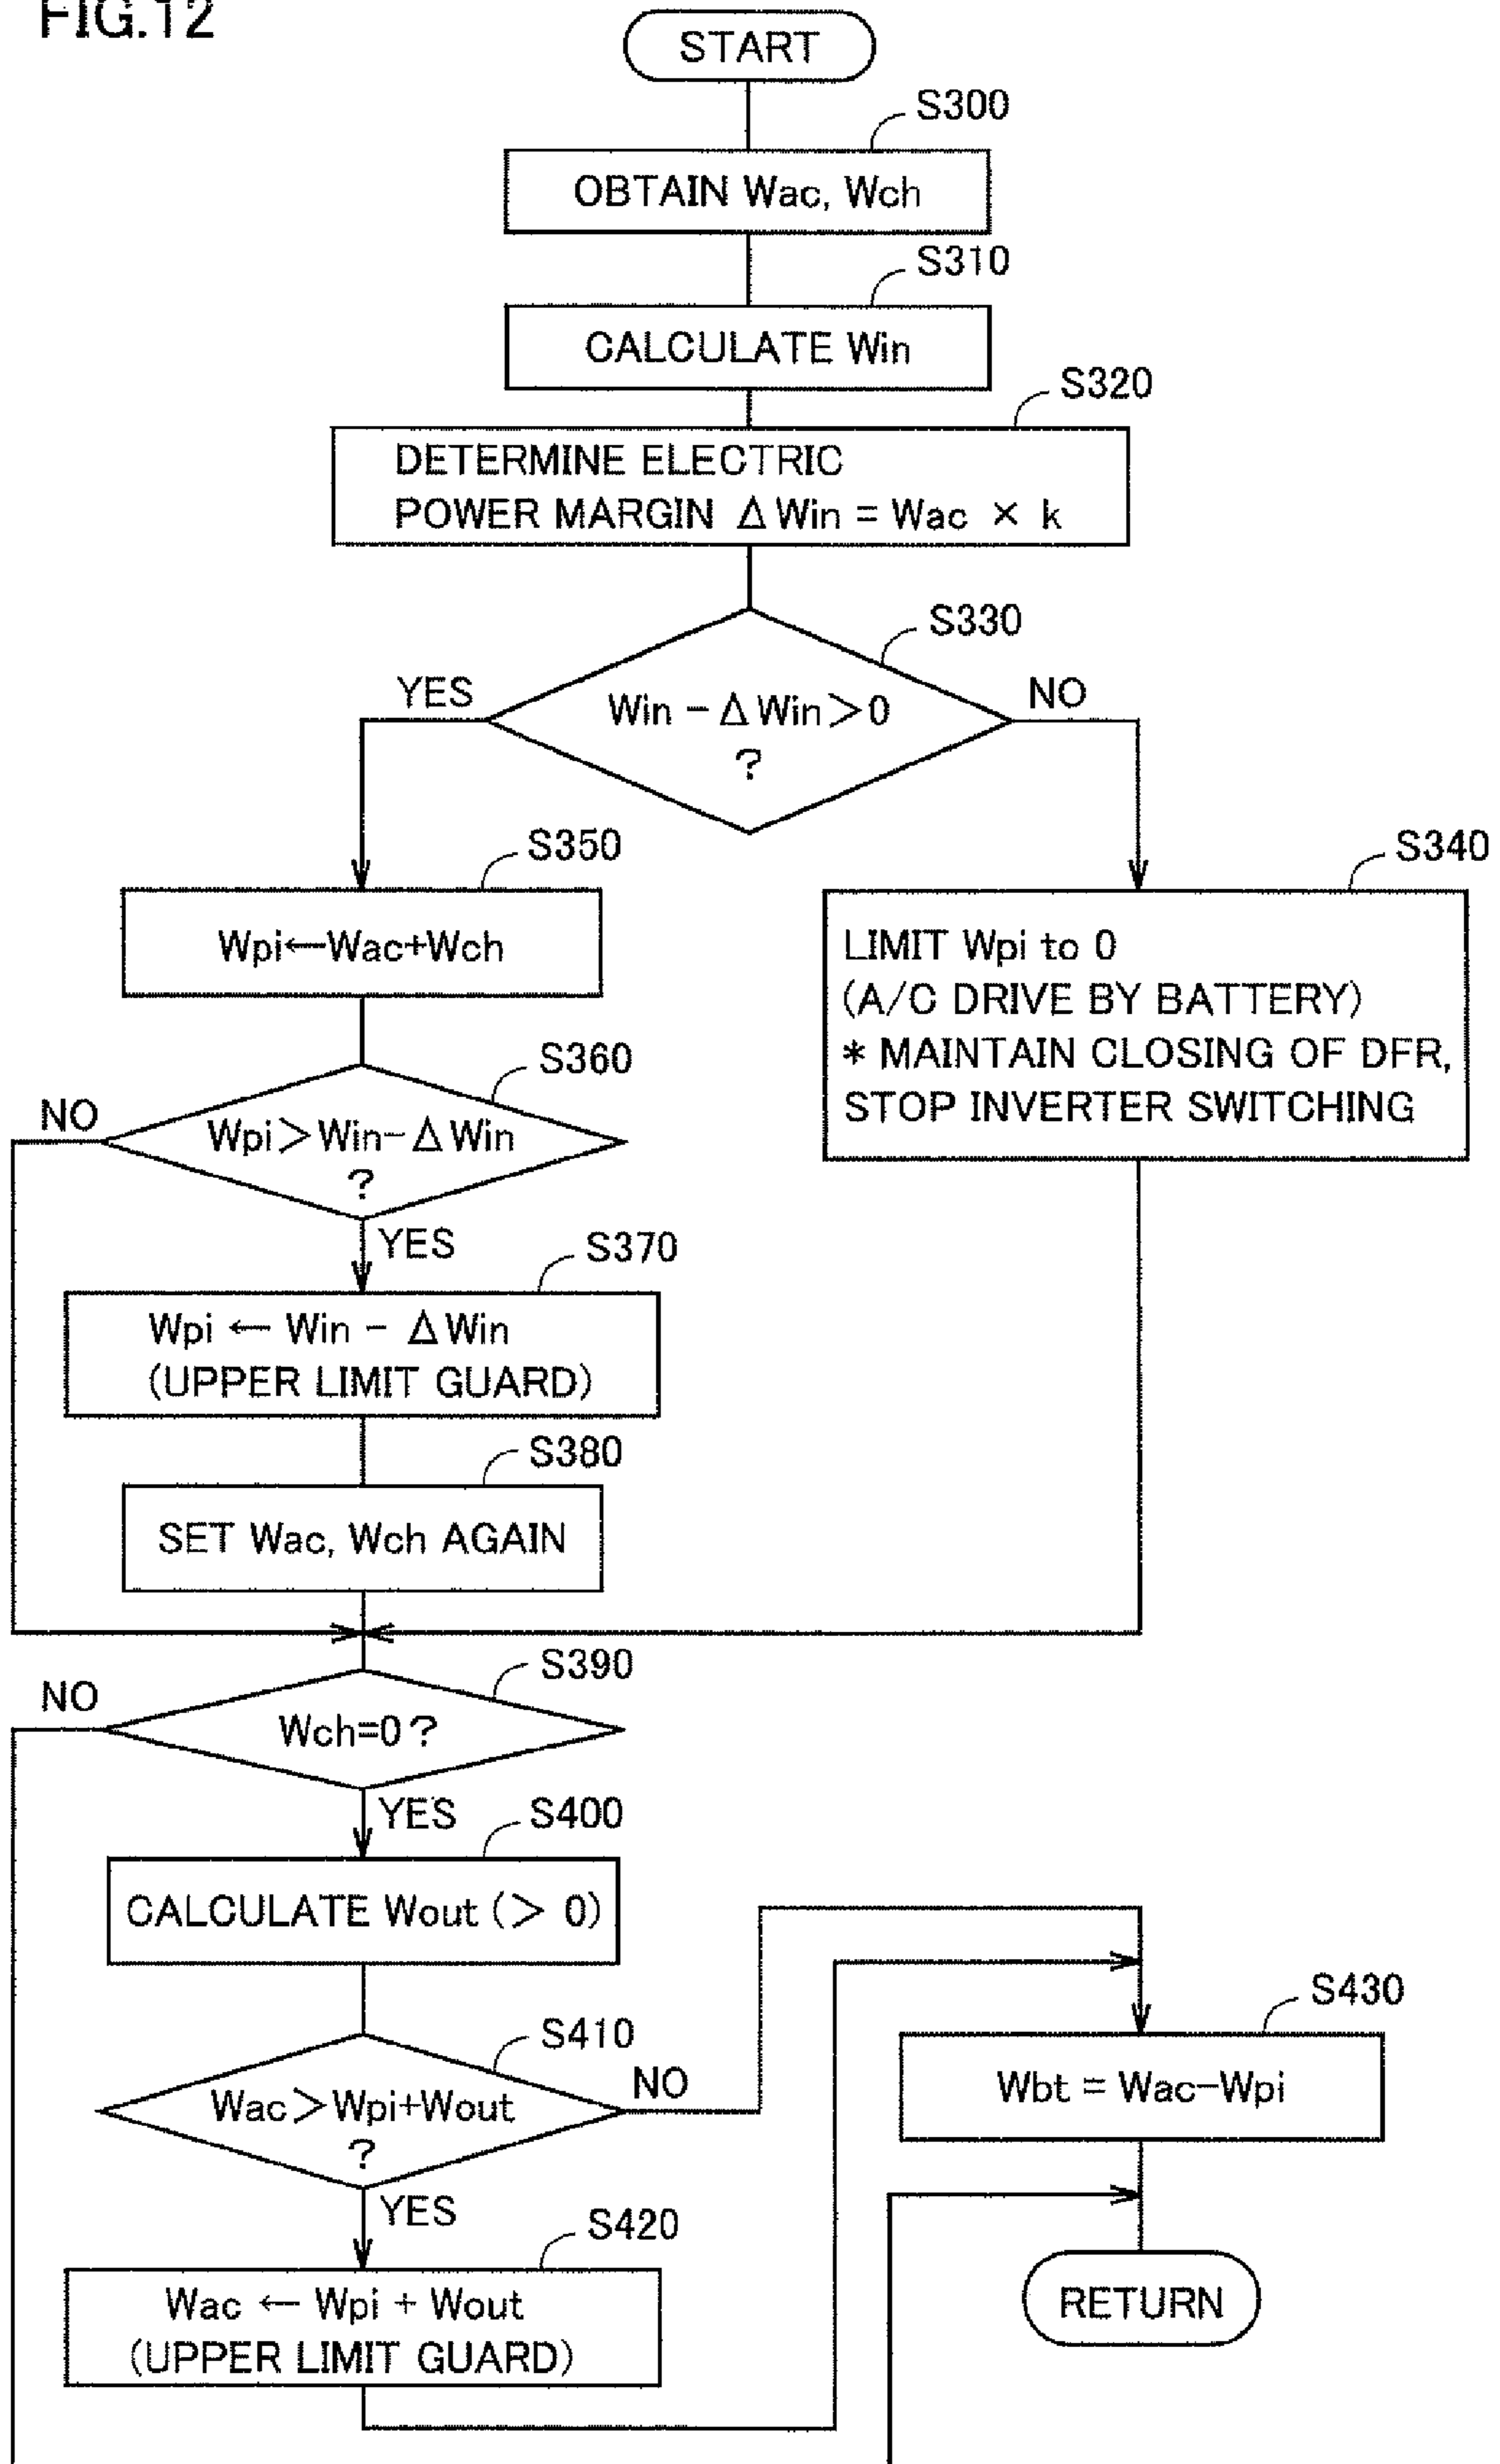 FIG.12
START
S300
OBTAIN Wac, Wch
S310
CALCULATE Win
S320
DETERMINE ELECTRIC
POWER MARGIN Δ Win = Wac × k
S330
YES
Win - Δ Win > 0
?
NO
S350
Wpi←Wac+Wch
S340
LIMIT Wpi to 0
(A/C DRIVE BY BATTERY)
* MAINTAIN CLOSING OF DFR,
STOP INVERTER SWITCHING
S360
NO
Wpi > Win- Δ Win
?
YES
S370
Wpi ← Win - Δ Win
(UPPER LIMIT GUARD)
S380
SET Wac, Wch AGAIN
S390
NO
Wch=0 ?
YES
S400
CALCULATE Wout (> 0)
S410
Wac > Wpi+Wout
?
NO
YES
S420
Wac ← Wpi + Wout
(UPPER LIMIT GUARD)
S430
Wbt = Wac-Wpi
RETURN